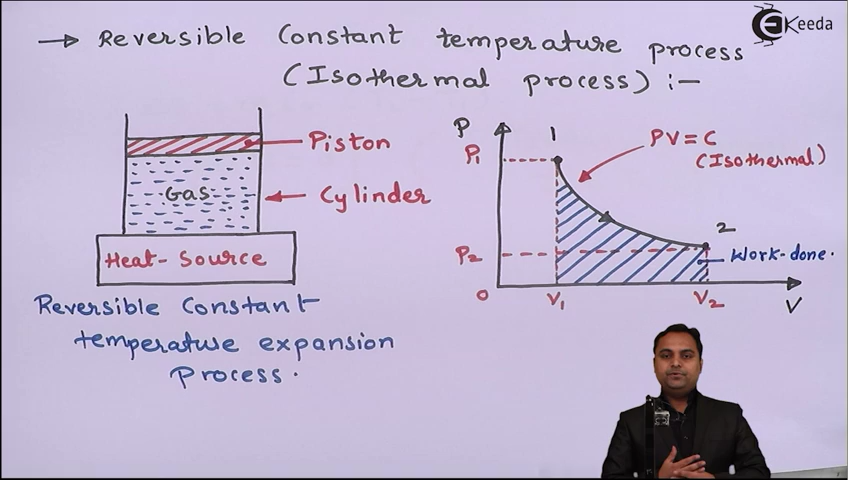 → Reversible Constant temperature process
(Isothermal process) :-
Ekeeda
Piston
Gas
Cylinder
Heat-Source
Reversible Constant
temperature expansion
Process.
P
P₁
1
PV = C
(Isothermal)
2
P₂
Work-done.
0
V₁
V₂
V